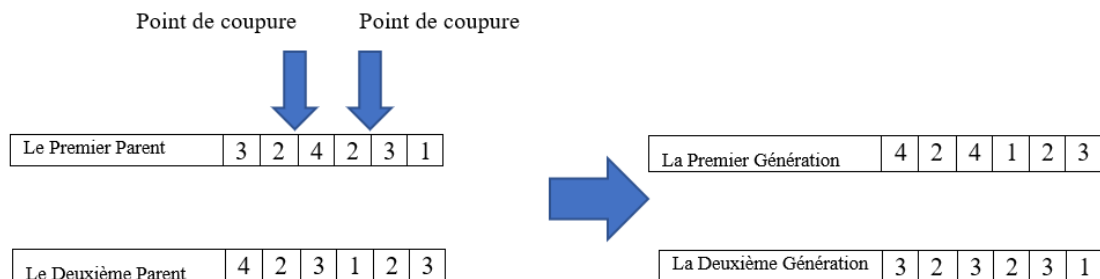 Point de coupure Point de coupure
Le Premier Parent 3 2 4 2 3 1
La Premier Génération 4 2 4 1 2 3
Le Deuxième Parent 4 2 3 1 2 3
La Deuxième Génération 3 2 3 2 3 1